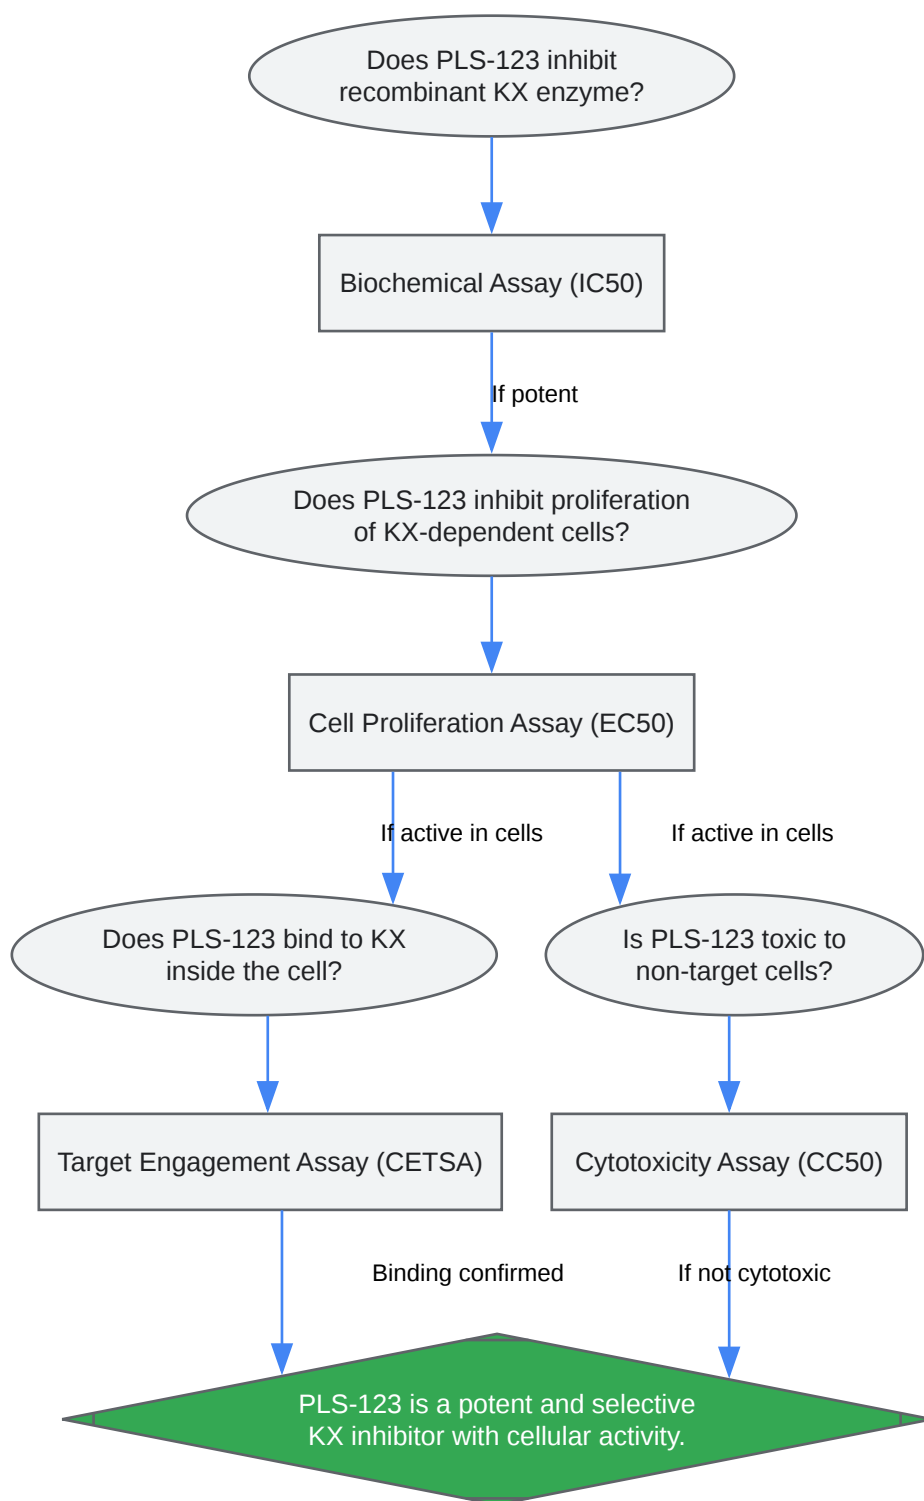 Does PLS-123 inhibit
recombinant KX enzyme?
Biochemical Assay (IC50)
If potent
Does PLS-123 inhibit proliferation
of KX-dependent cells?
Cell Proliferation Assay (EC50)
If active in cells
If active in cells
Does PLS-123 bind to KX
inside the cell?
Is PLS-123 toxic to
non-target cells?
Target Engagement Assay (CETSA)
Cytotoxicity Assay (CC50)
Binding confirmed
If not cytotoxic
PLS-123 is a potent and selective
KX inhibitor with cellular activity.